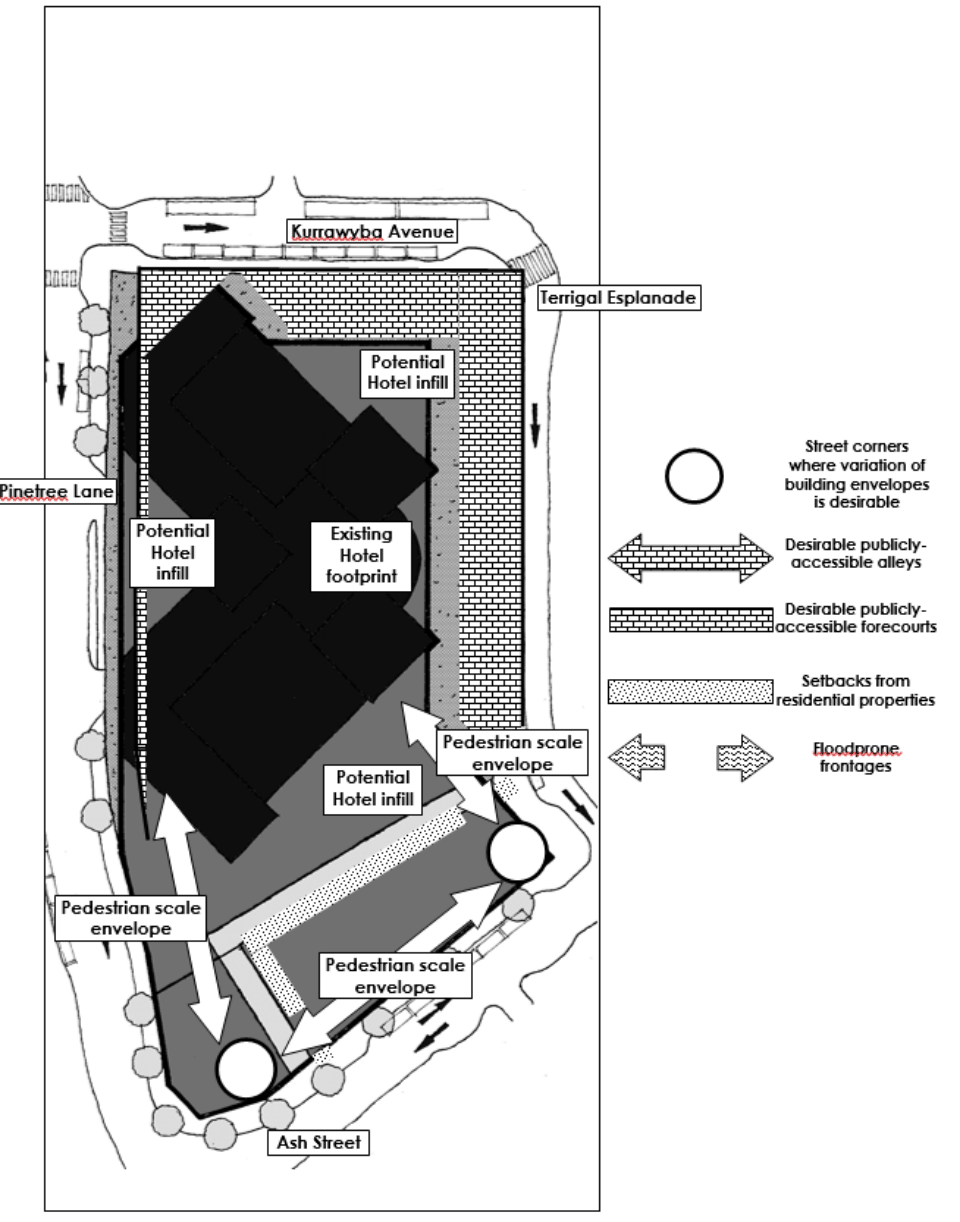 Kurrawyba Avenue
Terrigal Esplanade
Potential
Hotel infill
Pinetree Lane
Potential
Hotel
infill
Existing
Hotel
footprint
Pedestrian scale
envelope
Potential
Hotel infill
Pedestrian scale
envelope
Pedestrian scale
envelope
Ash Street
Street corners
where variation of
building envelopes
is desirable
Desirable publicly-
accessible alleys
Desirable publicly-
accessible forecourts
Setbacks from
residential properties
Floodprone
frontages